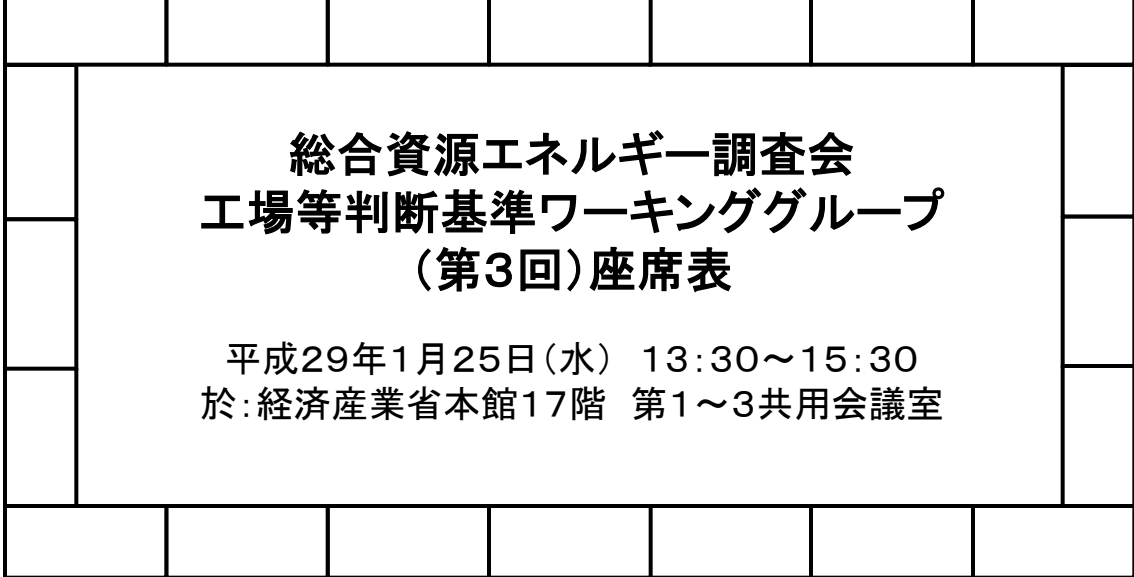 総合資源エネルギー調査会
工場等判断基準ワーキンググループ
（第３回）座席表
平成２９年１月２５日（水）　１３：３０～１５：３０
於：経済産業省本館１７階　第１～３共用会議室